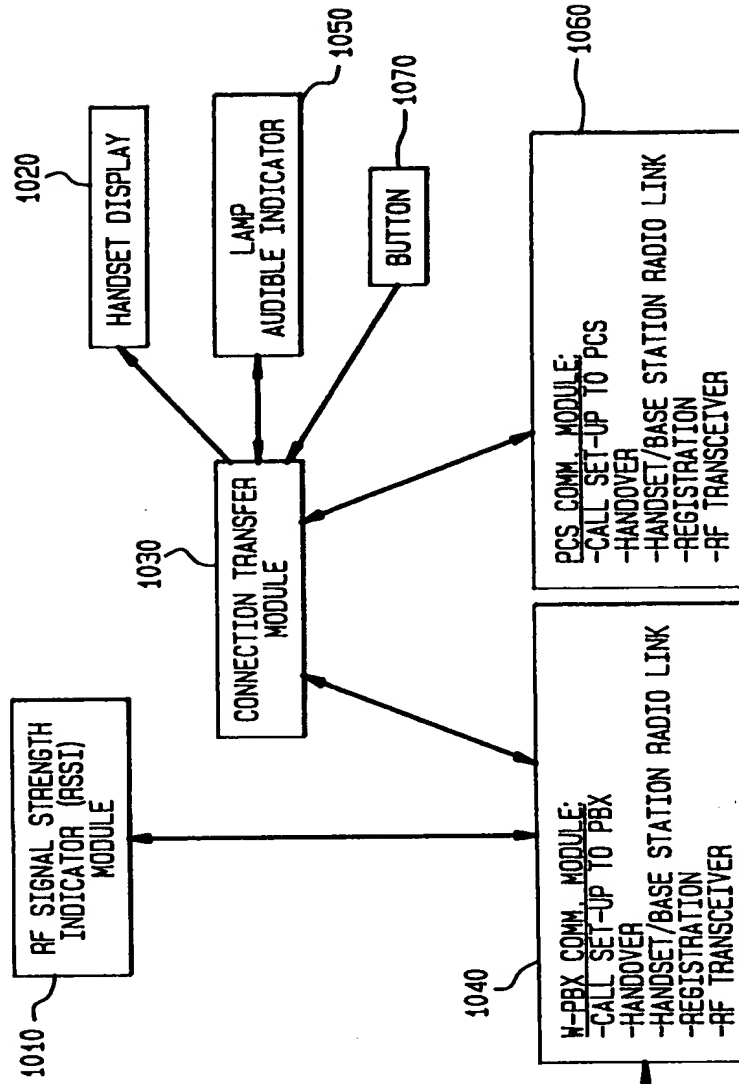 1010
RF SIGNAL STRENGTH
INDICATOR (RSSI)
MODULE
1020
HANDSET DISPLAY
1030
CONNECTION TRANSFER
MODULE
LAMP
AUDIBLE INDICATOR
1050
BUTTON
1070
1040
W-PBX COMM. MODULE:
-CALL SET-UP TO PBX
-HANDOVER
-HANDSET/BASE STATION RADIO LINK
-REGISTRATION
-RF TRANSCEIVER
1060
PCS COMM. MODULE:
-CALL SET-UP TO PCS
-HANDOVER
-HANDSET/BASE STATION RADIO LINK
-REGISTRATION
-RF TRANSCEIVER